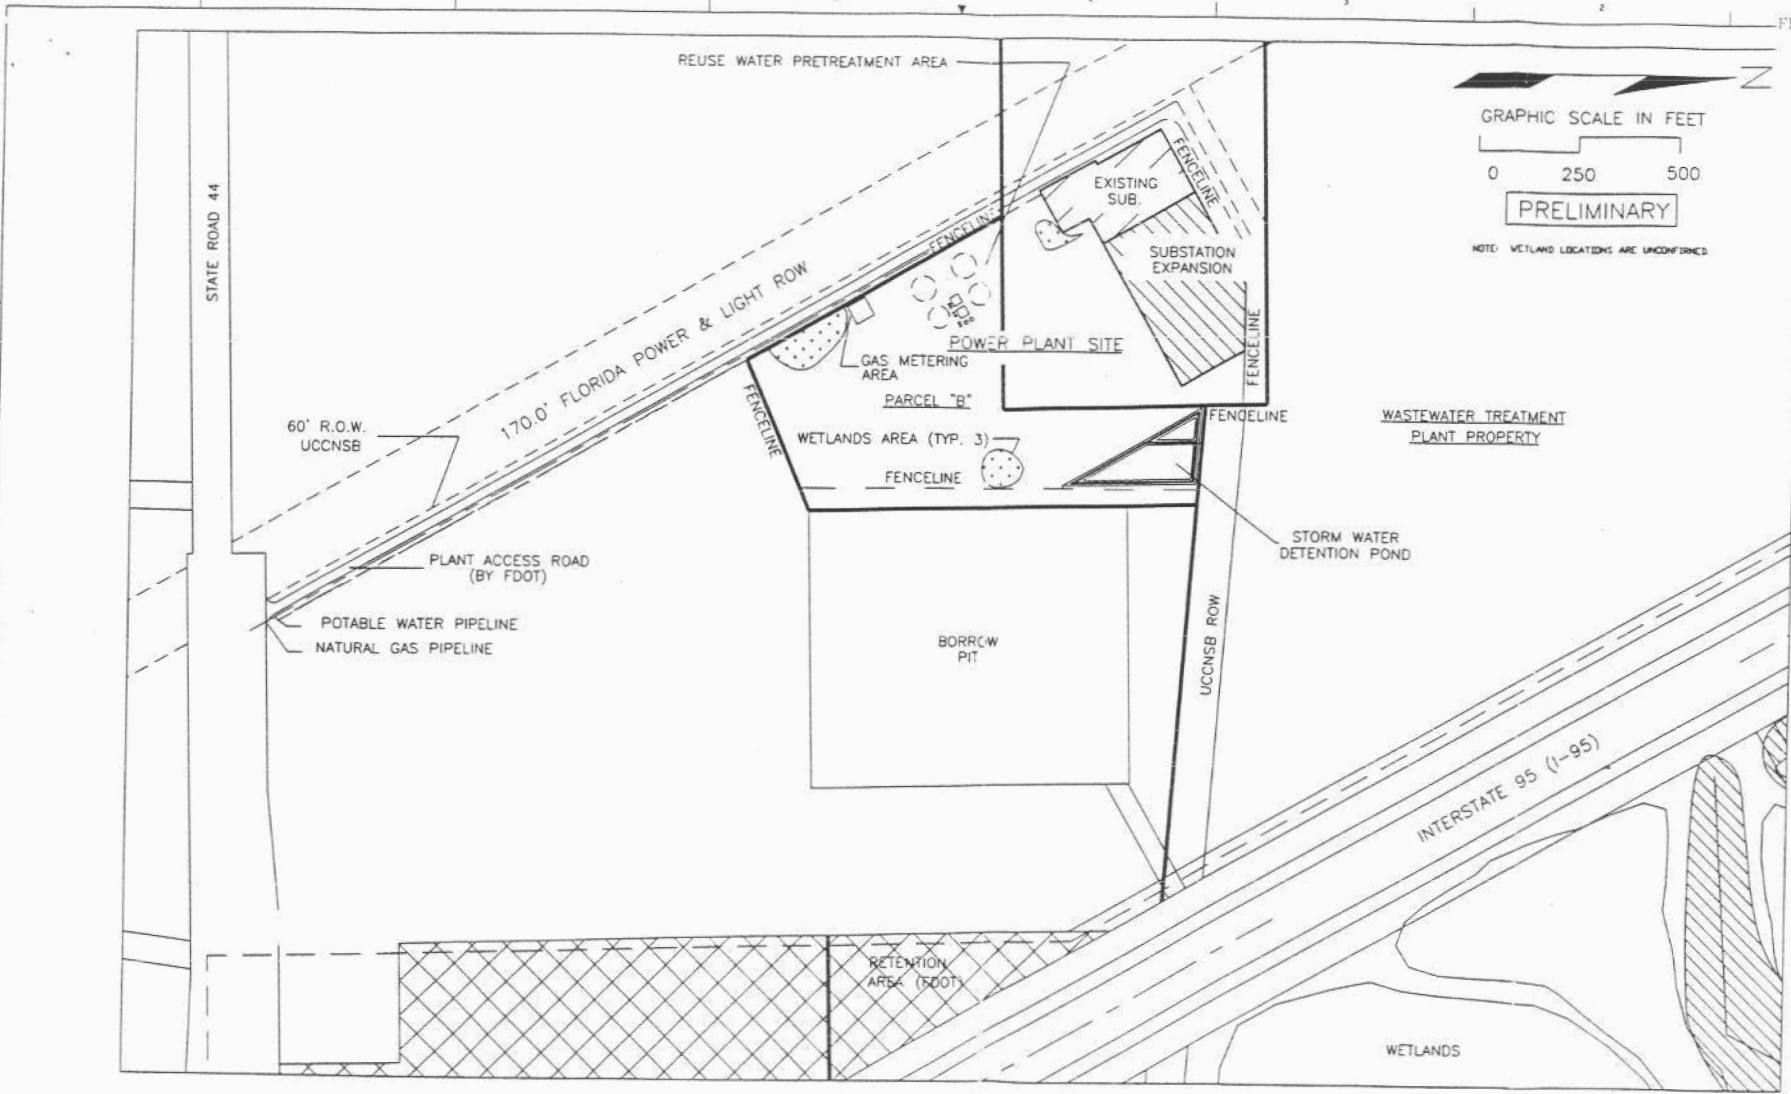 REUSE WATER PRETREATMENT AREA
Z
GRAPHIC SCALE IN FEET
0 250 500
PRELIMINARY
NOTE: WETLAND LOCATIONS ARE UNCONFIRMED
STATE ROAD 44
170.0' FLORIDA POWER & LIGHT ROW
FENCELINE
EXISTING
SUB.
FENCELINE
SUBSTATION
EXPANSION
FENCELINE
POWER PLANT SITE
GAS METERING
AREA
PARCEL "B"
FENCELINE
WETLANDS AREA (TYP. 3)
FENCELINE
FENCELINE
WASTEWATER TREATMENT
PLANT PROPERTY
60' R.O.W.
UCCNSB
STORM WATER
DETENTION POND
PLANT ACCESS ROAD
(BY FDOT)
POTABLE WATER PIPELINE
NATURAL GAS PIPELINE
BORROW
PIT
UCCNSB ROW
INTERSTATE 95 (I-95)
RETENTION
AREA (FDOT)
WETLANDS